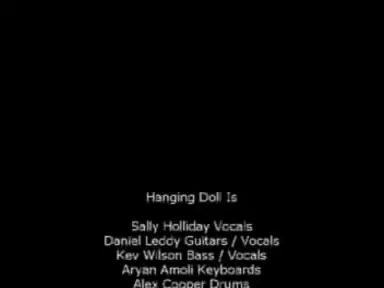 Hanging Doll Is
Sally Holliday Vocals
Daniel Leddy Guitars / Vocals
Kev Wilson Bass / Vocals
Aryan Amoli Keyboards
Alex Cooper Drums